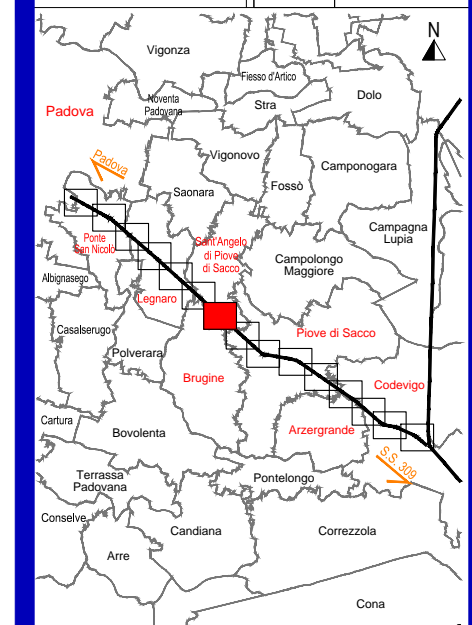 N
Vigonza
Fiesso d'Artico
Dolo
Noventa
Padovana
Stra
Padova
Vigonovo
Camponogara
Padova
Saonara
Fossò
Campagna
Lupia
Ponte
San Nicolò
Sant'Angelo
di Piove
di Sacco
Campolongo
Maggiore
Albignasego
Legnaro
Casalserugo
Piove di Sacco
Polverara
Brugine
Codevigo
Cartura
Bovolenta
Arzergrande
S.S. 309
Terrassa
Padovana
Pontelongo
Conselve
Candiana
Correzzola
Arre
Cona